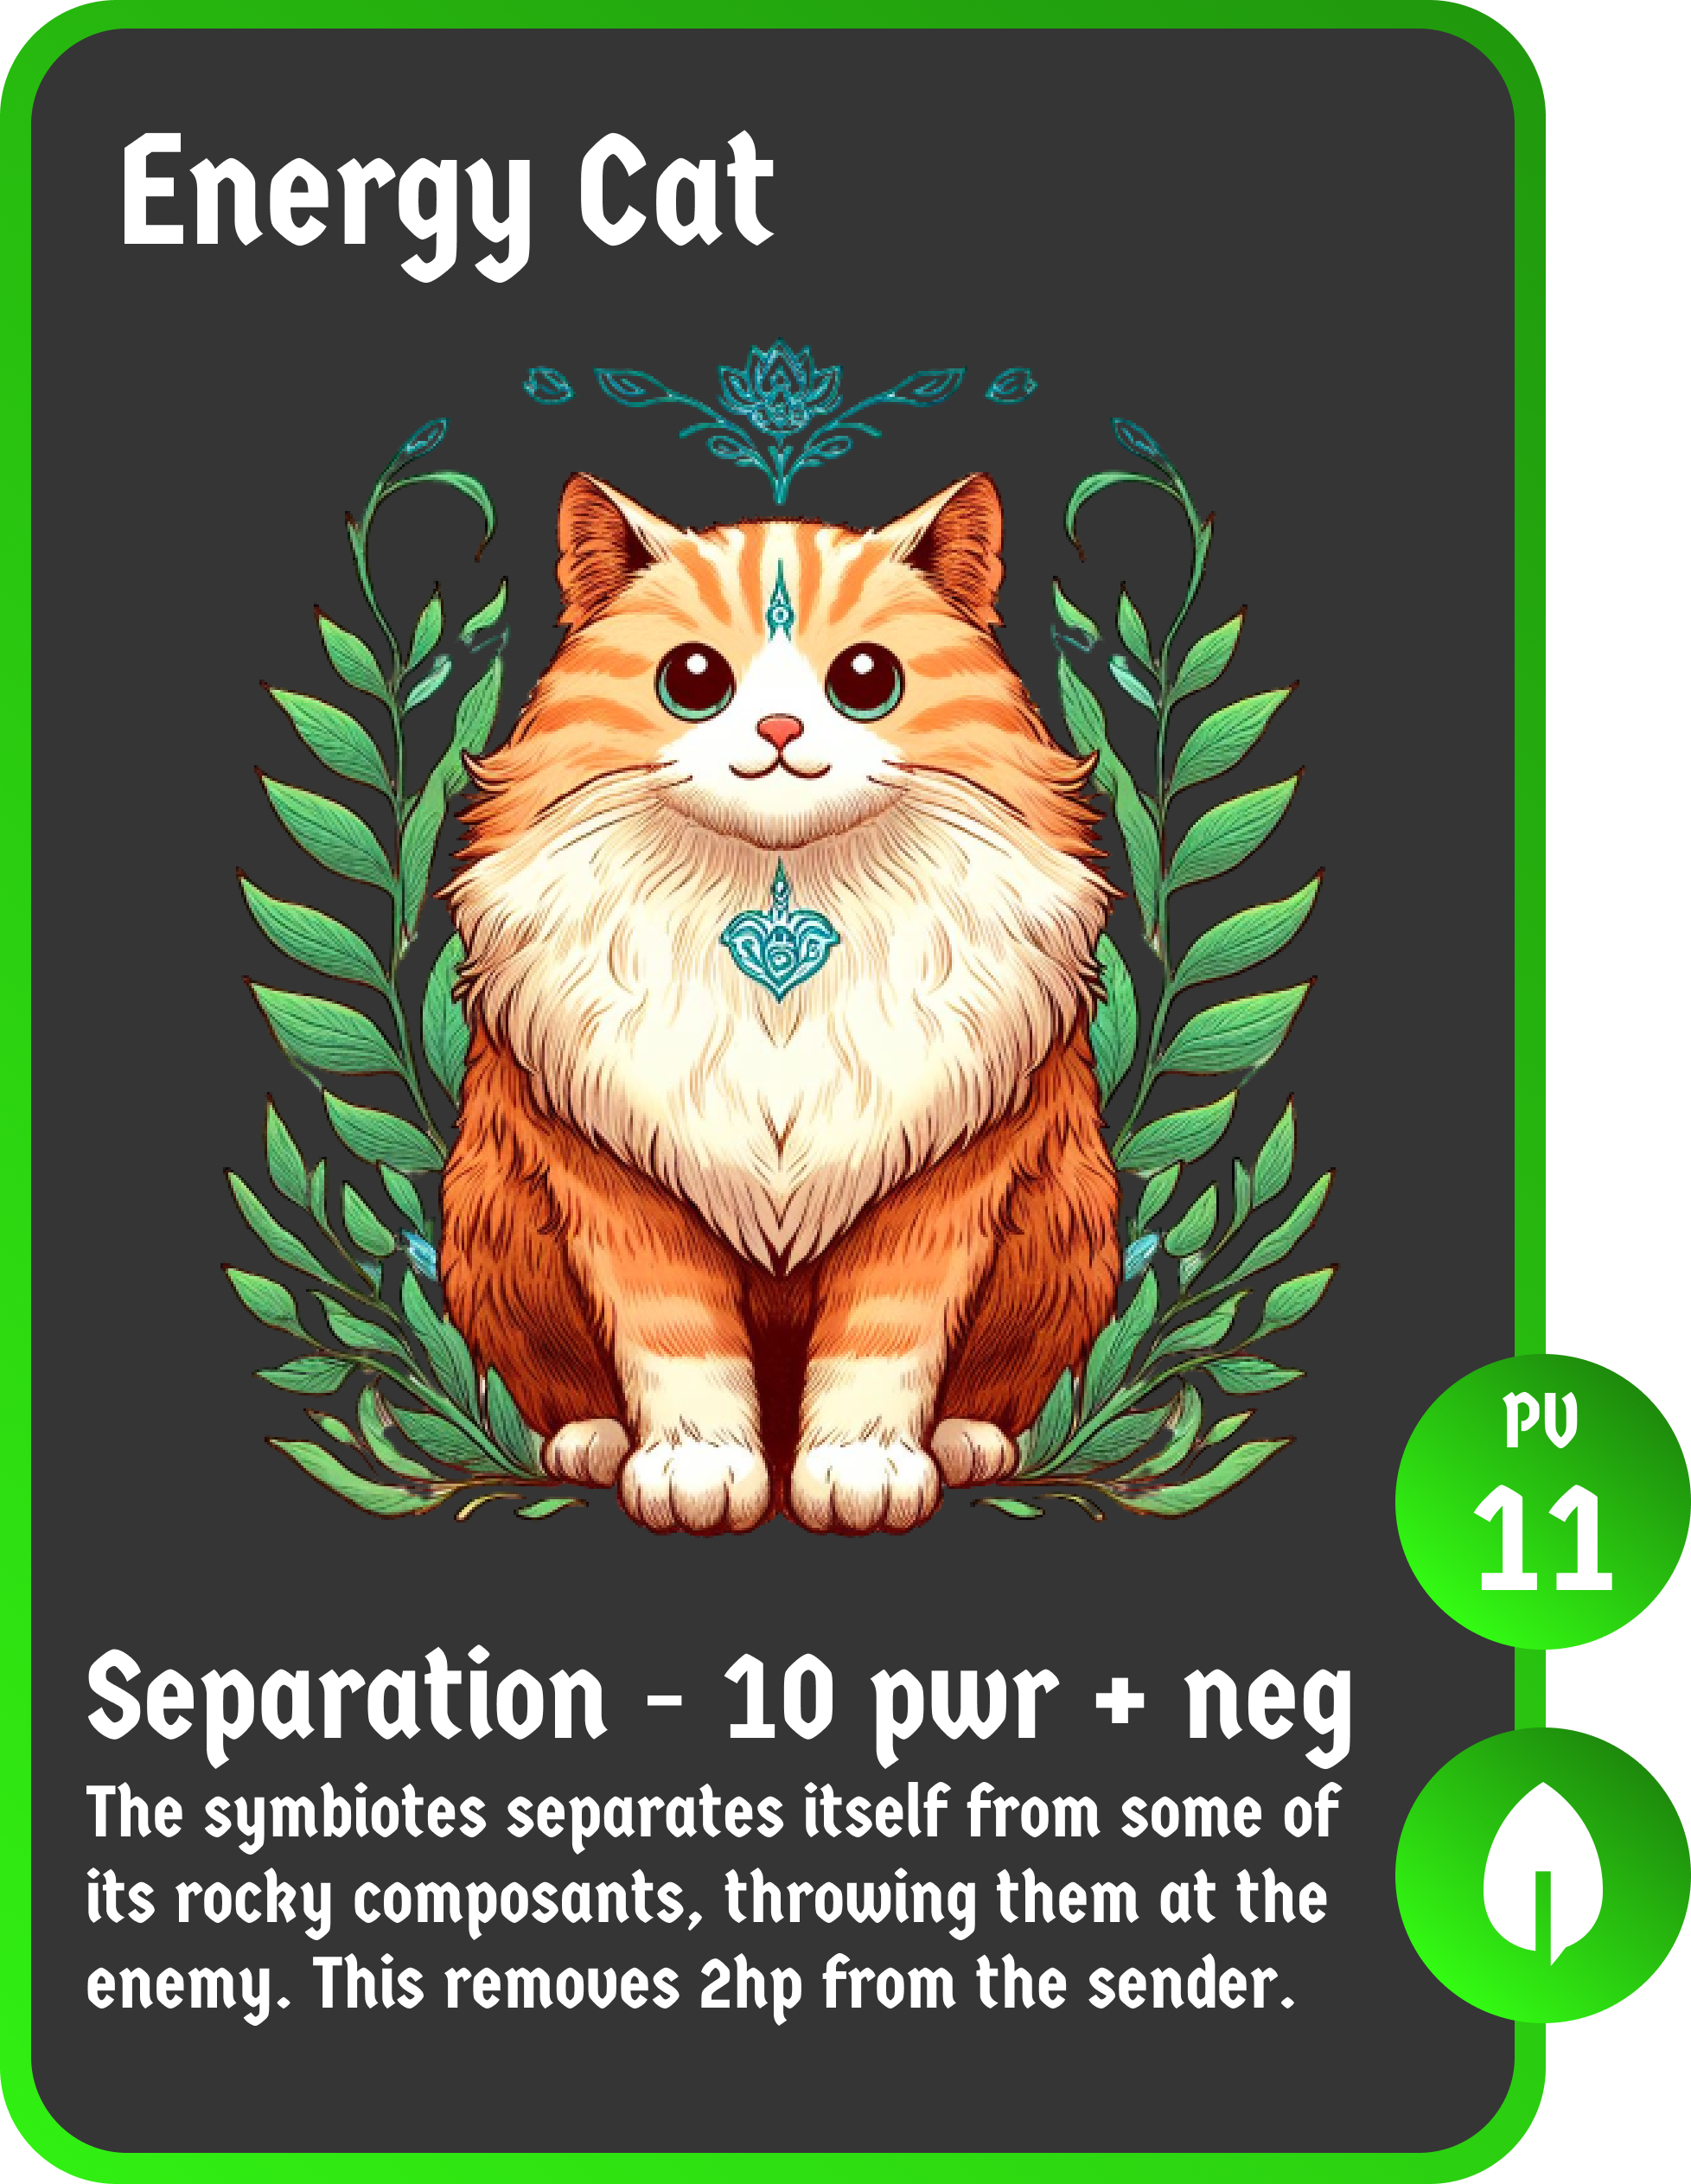 Energy Cat
PV
11
Separation - 10 pwr + neg
The symbiotes separates itself from some of
its rocky composants, throwing them at the
enemy. This removes 2hp from the sender.